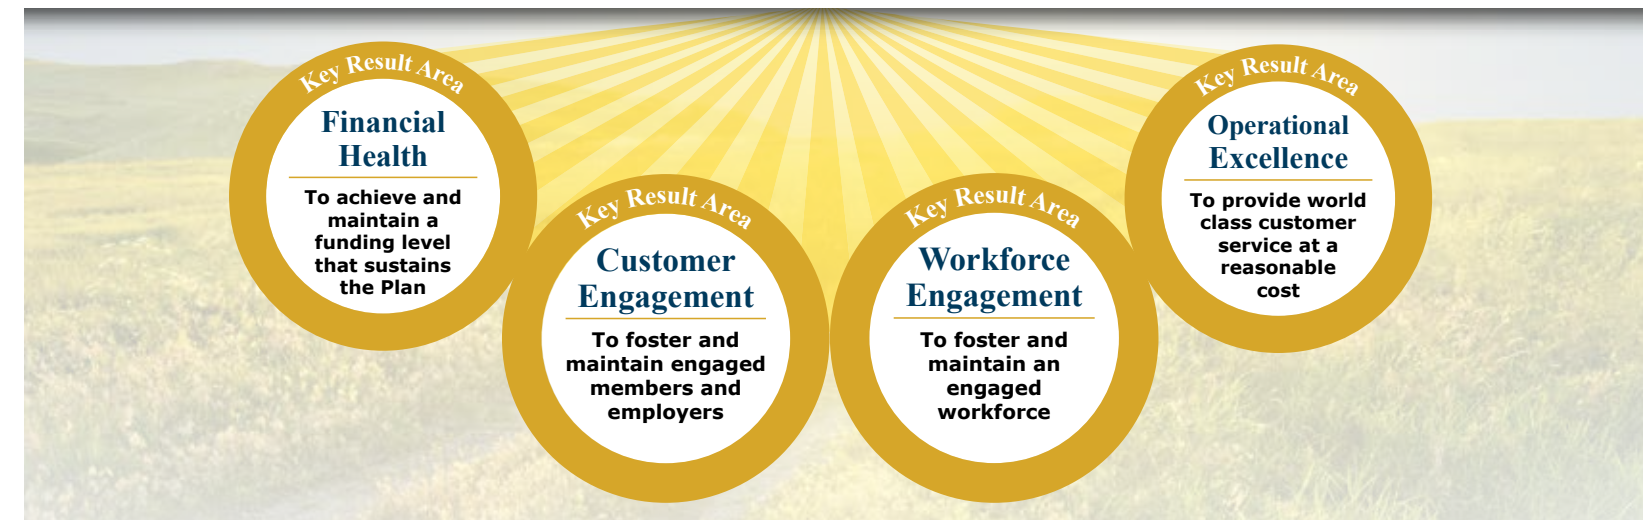 Key Result Area
Financial
Health
To achieve and
maintain a
funding level
that sustains
the Plan
Key Result Area
Customer
Engagement
To foster and
maintain engaged
members and
employers
Key Result Area
Workforce
Engagement
To foster and
maintain an
engaged
workforce
Key Result Area
Operational
Excellence
To provide world
class customer
service at a
reasonable
cost